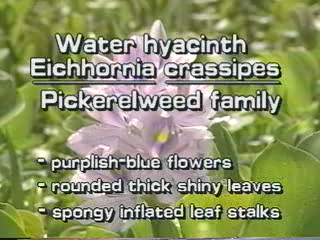 Water hyacinth
Eichhornia crassipes
Pickerelweed family
- purplish-blue flowers
- rounded thick shiny leaves
- spongy inflated leaf stalks